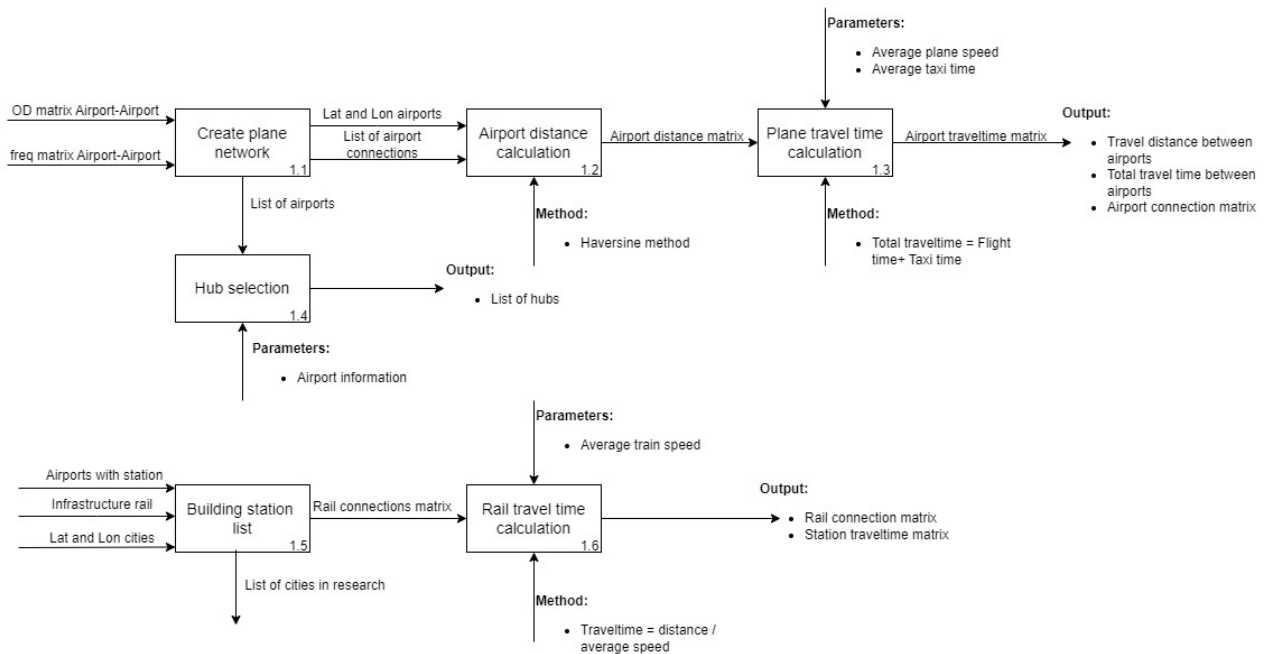 Parameters:
• Average plane speed
• Average taxi time
OD matrix Airport-Airport
freq matrix Airport-Airport
Create plane
network
1.1
Lat and Lon airports
List of airport
connections
Airport distance
calculation
1.2
Airport distance matrix
Plane travel time
calculation
1.3
Airport traveltime matrix
Output:
• Travel distance between
airports
• Total travel time between
airports
• Airport connection matrix
List of airports
Method:
• Haversine method
Method:
• Total traveltime = Flight
time+ Taxi time
Hub selection
1.4
Output:
• List of hubs
Parameters:
• Airport information
Parameters:
• Average train speed
Airports with station
Infrastructure rail
Lat and Lon cities
Building station
list
1.5
Rail connections matrix
Rail travel time
calculation
1.6
Output:
• Rail connection matrix
• Station traveltime matrix
List of cities in research
Method:
• Traveltime = distance /
average speed